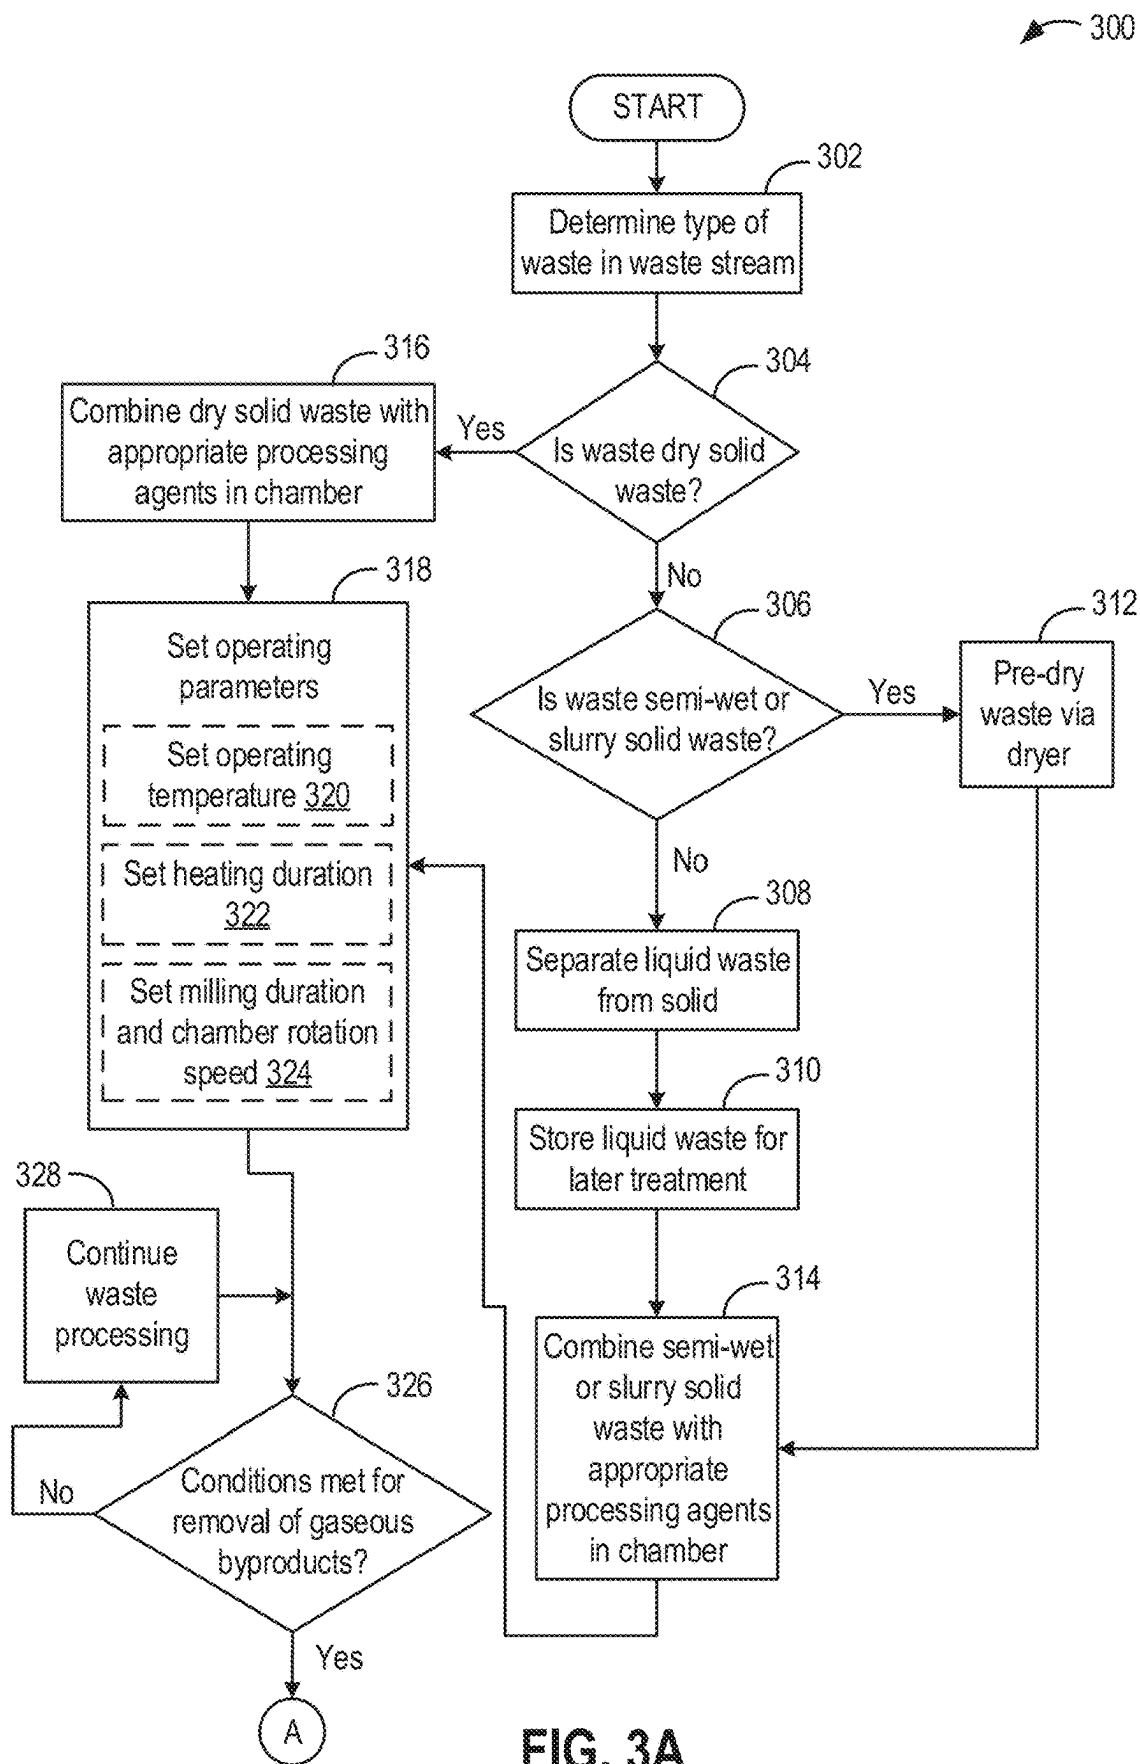 300
START
302
Determine type of
waste in waste stream
304
Is waste dry solid
waste?
Yes
316
Combine dry solid waste with
appropriate processing
agents in chamber
No
306
Is waste semi-wet or
slurry solid waste?
Yes
312
Pre-dry
waste via
dryer
318
Set operating
parameters
Set operating
temperature 320
Set heating duration
322
Set milling duration
and chamber rotation
speed 324
No
308
Separate liquid waste
from solid
310
Store liquid waste for
later treatment
314
Combine semi-wet
or slurry solid
waste with
appropriate
processing agents
in chamber
328
Continue
waste
processing
326
Conditions met for
removal of gaseous
byproducts?
No
Yes
A
FIG. 3A